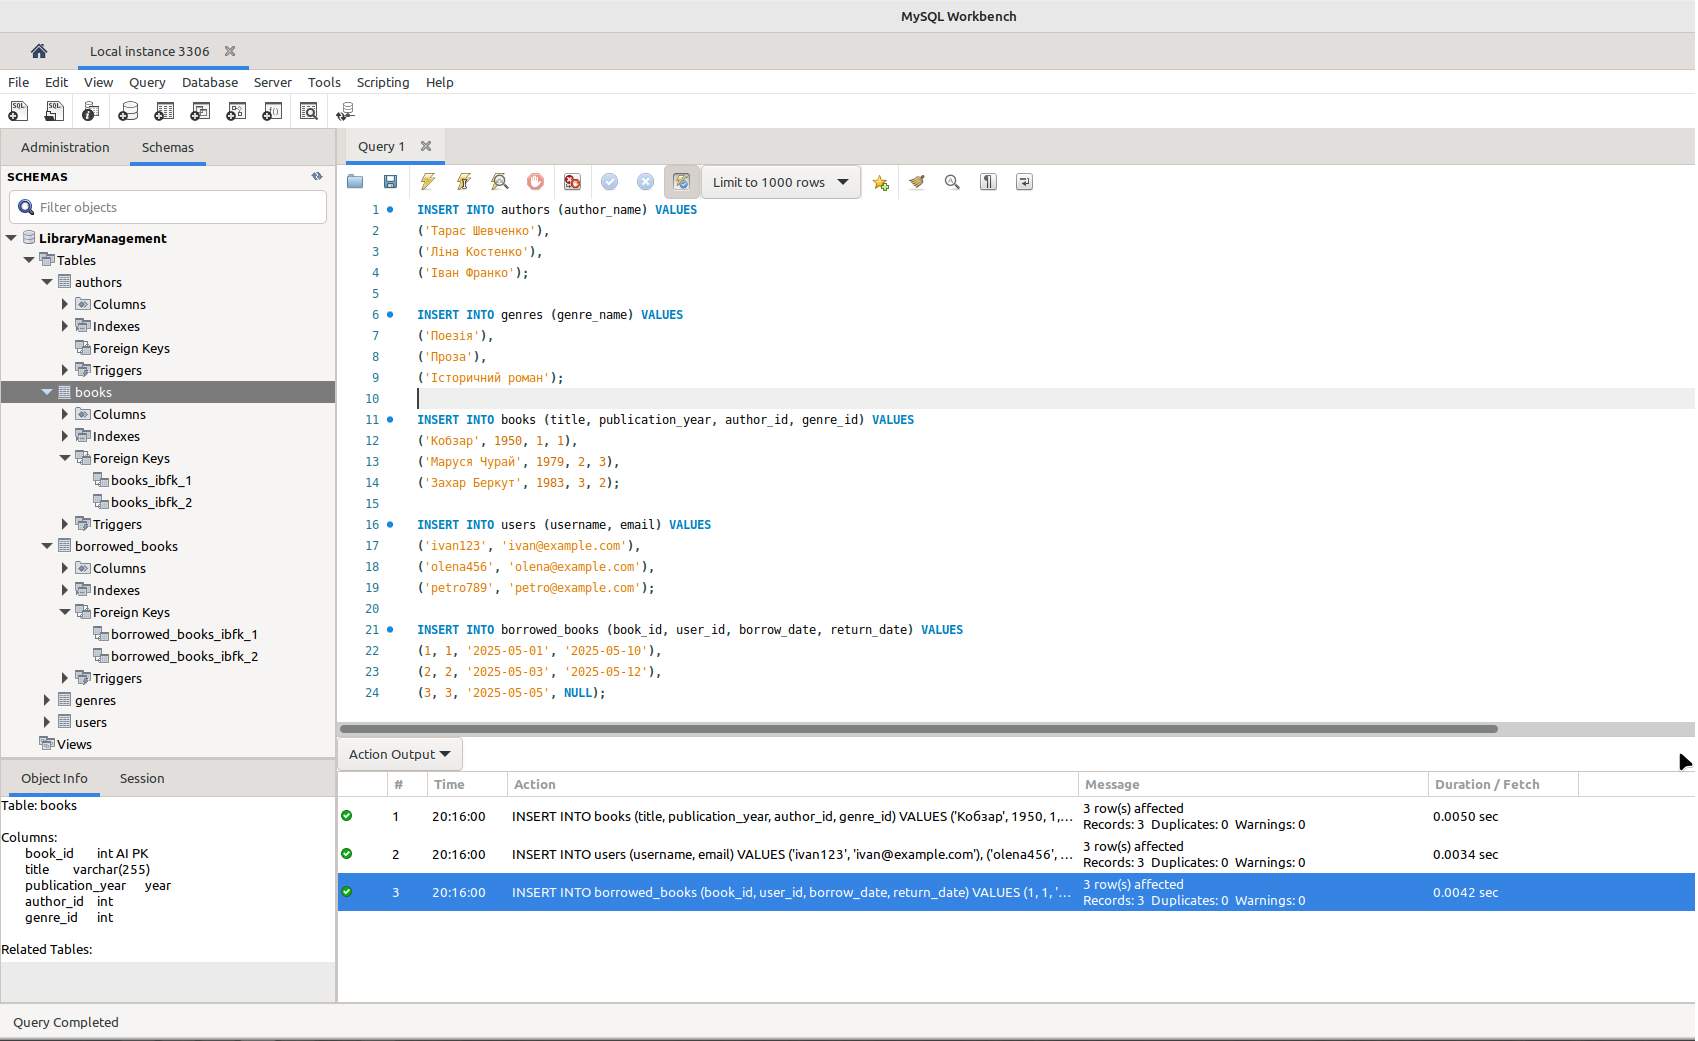 MySQL Workbench
Local instance 3306
File Edit View Query Database Server Tools Scripting Help
Administration Schemas
SCHEMAS
Filter objects
LibraryManagement
Tables
authors
Columns
Indexes
Foreign Keys
Triggers
books
Columns
Indexes
Foreign Keys
books_ibfk_1
books_ibfk_2
Triggers
borrowed_books
Columns
Indexes
Foreign Keys
borrowed_books_ibfk_1
borrowed_books_ibfk_2
Triggers
genres
users
Views
Object Info Session
Table: books
Columns:
book_id int AI PK
title varchar(255)
publication_year year
author_id int
genre_id int
Related Tables:
Query 1
Limit to 1000 rows
1 INSERT INTO authors (author_name) VALUES
2 ('Тарас Шевченко'),
3 ('Ліна Костенко'),
4 ('Іван Франко');
5
6 INSERT INTO genres (genre_name) VALUES
7 ('Поезія'),
8 ('Проза'),
9 ('Історичний роман');
10
11 INSERT INTO books (title, publication_year, author_id, genre_id) VALUES
12 ('Кобзар', 1950, 1, 1),
13 ('Маруся Чурай', 1979, 2, 3),
14 ('Захар Беркут', 1983, 3, 2);
15
16 INSERT INTO users (username, email) VALUES
17 ('ivan123', 'ivan@example.com'),
18 ('olena456', 'olena@example.com'),
19 ('petro789', 'petro@example.com');
20
21 INSERT INTO borrowed_books (book_id, user_id, borrow_date, return_date) VALUES
22 (1, 1, '2025-05-01', '2025-05-10'),
23 (2, 2, '2025-05-03', '2025-05-12'),
24 (3, 3, '2025-05-05', NULL);
Action Output
# Time Action Message Duration / Fetch
1 20:16:00 INSERT INTO books (title, publication_year, author_id, genre_id) VALUES ('Кобзар', 1950, 1,... 3 row(s) affected 0.0050 sec
Records: 3 Duplicates: 0 Warnings: 0
2 20:16:00 INSERT INTO users (username, email) VALUES ('ivan123', 'ivan@example.com'), ('olena456', ... 3 row(s) affected 0.0034 sec
Records: 3 Duplicates: 0 Warnings: 0
3 20:16:00 INSERT INTO borrowed_books (book_id, user_id, borrow_date, return_date) VALUES (1, 1, '... 3 row(s) affected 0.0042 sec
Records: 3 Duplicates: 0 Warnings: 0
Query Completed